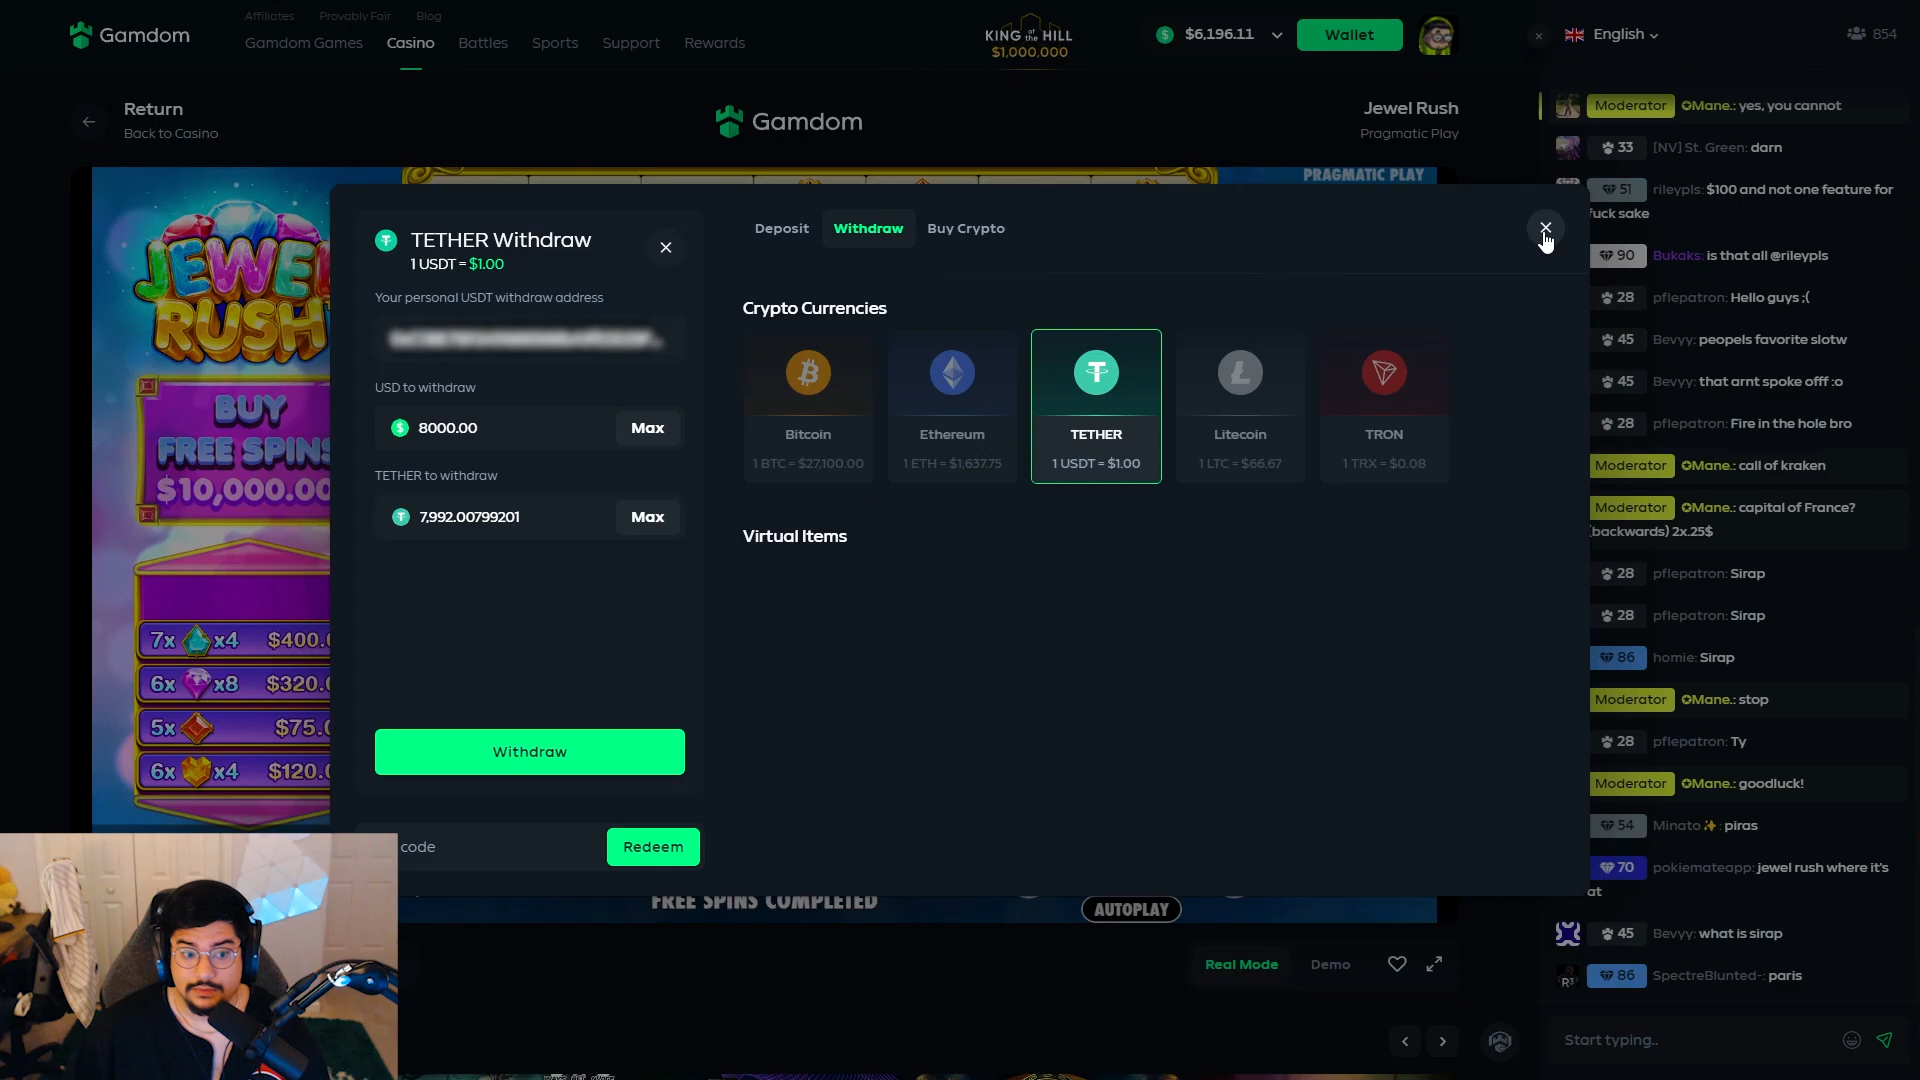 Affiliates Provably Fair Blog
Gamdom
Gamdom Games Casino Battles Sports Support Rewards
KING of the HILL
$1,000,000
$6,196.11
Wallet
English
854
Return
Back to Casino
Gamdom
Jewel Rush
Pragmatic Play
PRAGMATIC PLAY
JEWEL
RUSH
BUY
FREE SPINS
$10,000.00
7x x4 $400.0
6x x8 $320.0
5x $75.0
6x x4 $120.0
TETHER Withdraw
1 USDT = $1.00
Your personal USDT withdraw address
USD to withdraw
8000.00
Max
TETHER to withdraw
7,992.00799201
Max
Withdraw
code
Redeem
Deposit Withdraw Buy Crypto
Crypto Currencies
Bitcoin
1 BTC = $27,100.00
Ethereum
1 ETH = $1,637.75
TETHER
1 USDT = $1.00
Litecoin
1 LTC = $66.67
TRON
1 TRX = $0.08
Virtual Items
FREE SPINS COMPLETED
AUTOPLAY
Real Mode Demo
Moderator Mane.: yes, you cannot
33 [NV] St. Green: darn
51 rileypls: $100 and not one feature for
fuck sake
90 Bukaks: is that all @rileypls
28 pflepatron: Hello guys ;(
45 Bevyy: peopels favorite slotw
45 Bevyy: that arnt spoke offf :o
28 pflepatron: Fire in the hole bro
Moderator Mane.: call of kraken
Moderator Mane.: capital of France?
(backwards) 2x.25$
28 pflepatron: Sirap
28 pflepatron: Sirap
86 homie: Sirap
Moderator Mane.: stop
28 pflepatron: Ty
Moderator Mane.: goodluck!
54 Minato✨: piras
70 pokiemateapp: jewel rush where it's
at
45 Bevyy: what is sirap
R3 86 SpectreBlunted-: paris
Start typing..